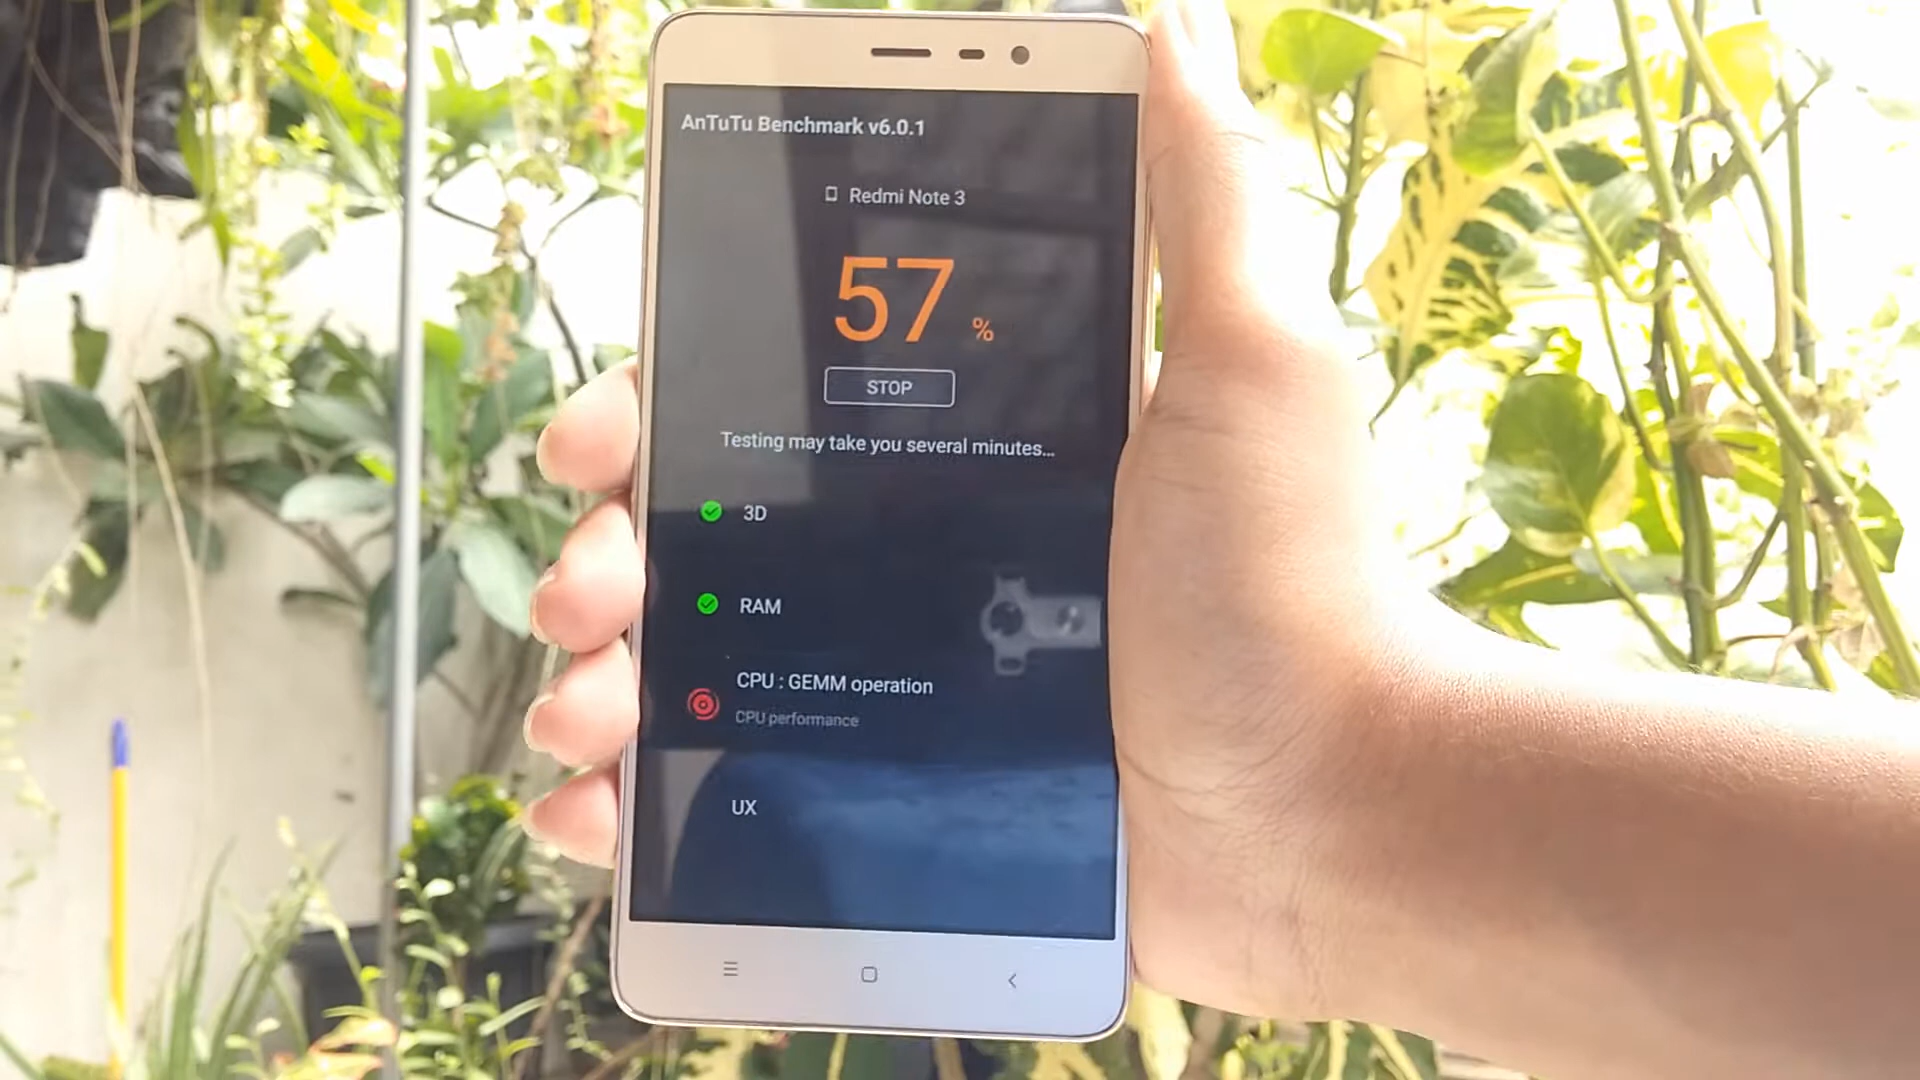 AnTuTu Benchmark v6.0.1
Redmi Note 3
57 %
STOP
Testing may take you several minutes...
3D
RAM
CPU : GEMM operation
CPU performance
UX